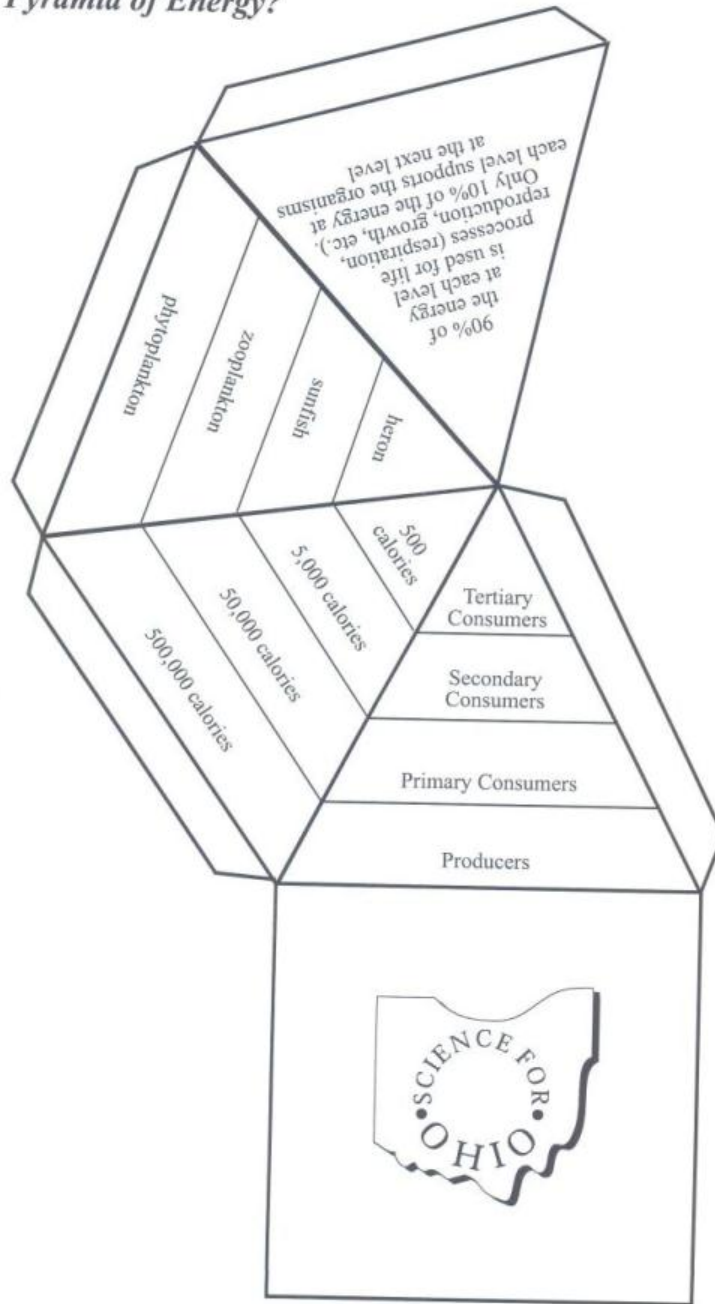 Pyramid of Energy?
90% of
the energy
at each level
is used for life
processes (respiration,
reproduction, growth, etc.).
Only 10% of the energy at
each level supports the organisms
at the next level
phytoplankton
zooplankton
sunfish
heron
500
calories
5,000 calories
50,000 calories
500,000 calories
Tertiary
Consumers
Secondary
Consumers
Primary Consumers
Producers
•SCIENCE FOR•
OHIO